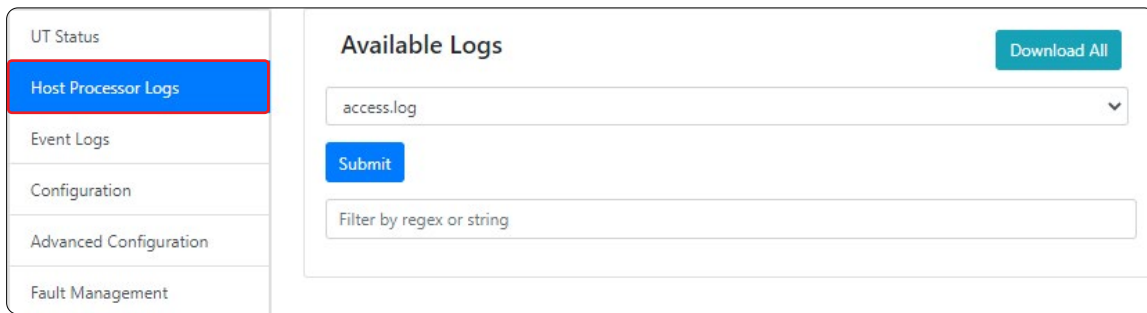 UT Status
Host Processor Logs
Event Logs
Configuration
Advanced Configuration
Fault Management
Available Logs
Download All
access.log
Submit
Filter by regex or string